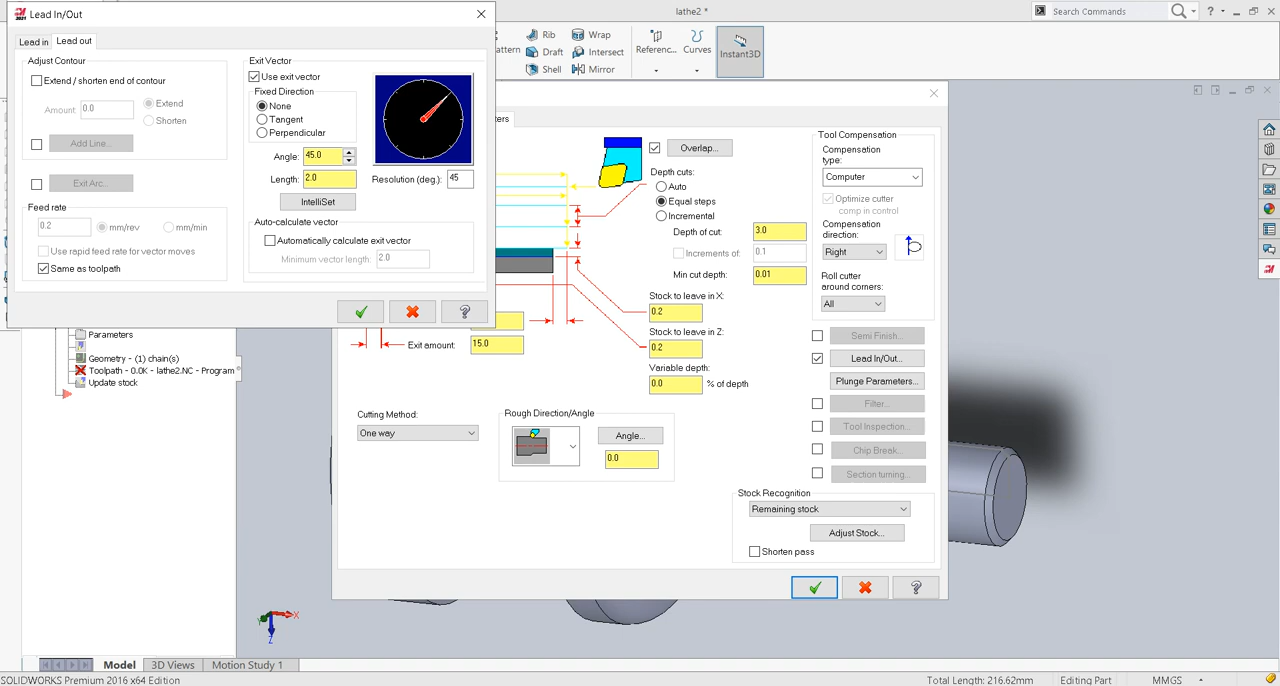 Lead In/Out
lathe2 *
Search Commands
Lead in
Lead out
Adjust Contour
Extend / shorten end of contour
Amount:
0.0
Extend
Shorten
Add Line...
Exit Arc...
Feed rate
0.2
mm/rev
mm/min
Use rapid feed rate for vector moves
Same as toolpath
Exit Vector
Use exit vector
Fixed Direction
None
Tangent
Perpendicular
Angle:
45.0
Length:
2.0
Resolution (deg.):
45
IntelliSet
Auto-calculate vector
Automatically calculate exit vector
Minimum vector length:
2.0
attern
Rib
Wrap
Draft
Intersect
Shell
Mirror
Referenc...
Curves
Instant3D
ters
Overlap...
Depth cuts:
Auto
Equal steps
Incremental
Depth of cut:
3.0
Increments of:
0.1
Min cut depth:
0.01
Stock to leave in X:
0.2
Stock to leave in Z:
0.2
Variable depth:
0.0
% of depth
Exit amount:
15.0
Tool Compensation
Compensation
type:
Computer
Optimize cutter
comp in control
Compensation
direction:
Right
Roll cutter
around corners:
All
Semi Finish...
Lead In/Out...
Plunge Parameters...
Filter...
Tool Inspection...
Chip Break...
Section turning...
Cutting Method:
One way
Rough Direction/Angle
Angle...
0.0
Stock Recognition
Remaining stock
Adjust Stock...
Shorten pass
Parameters
Geometry - (1) chain(s)
Toolpath - 0.0K - lathe2.NC - Program
Update stock
X
Z
Model
3D Views
Motion Study 1
SOLIDWORKS Premium 2016 x64 Edition
Total Length: 216.62mm
Editing Part
MMGS